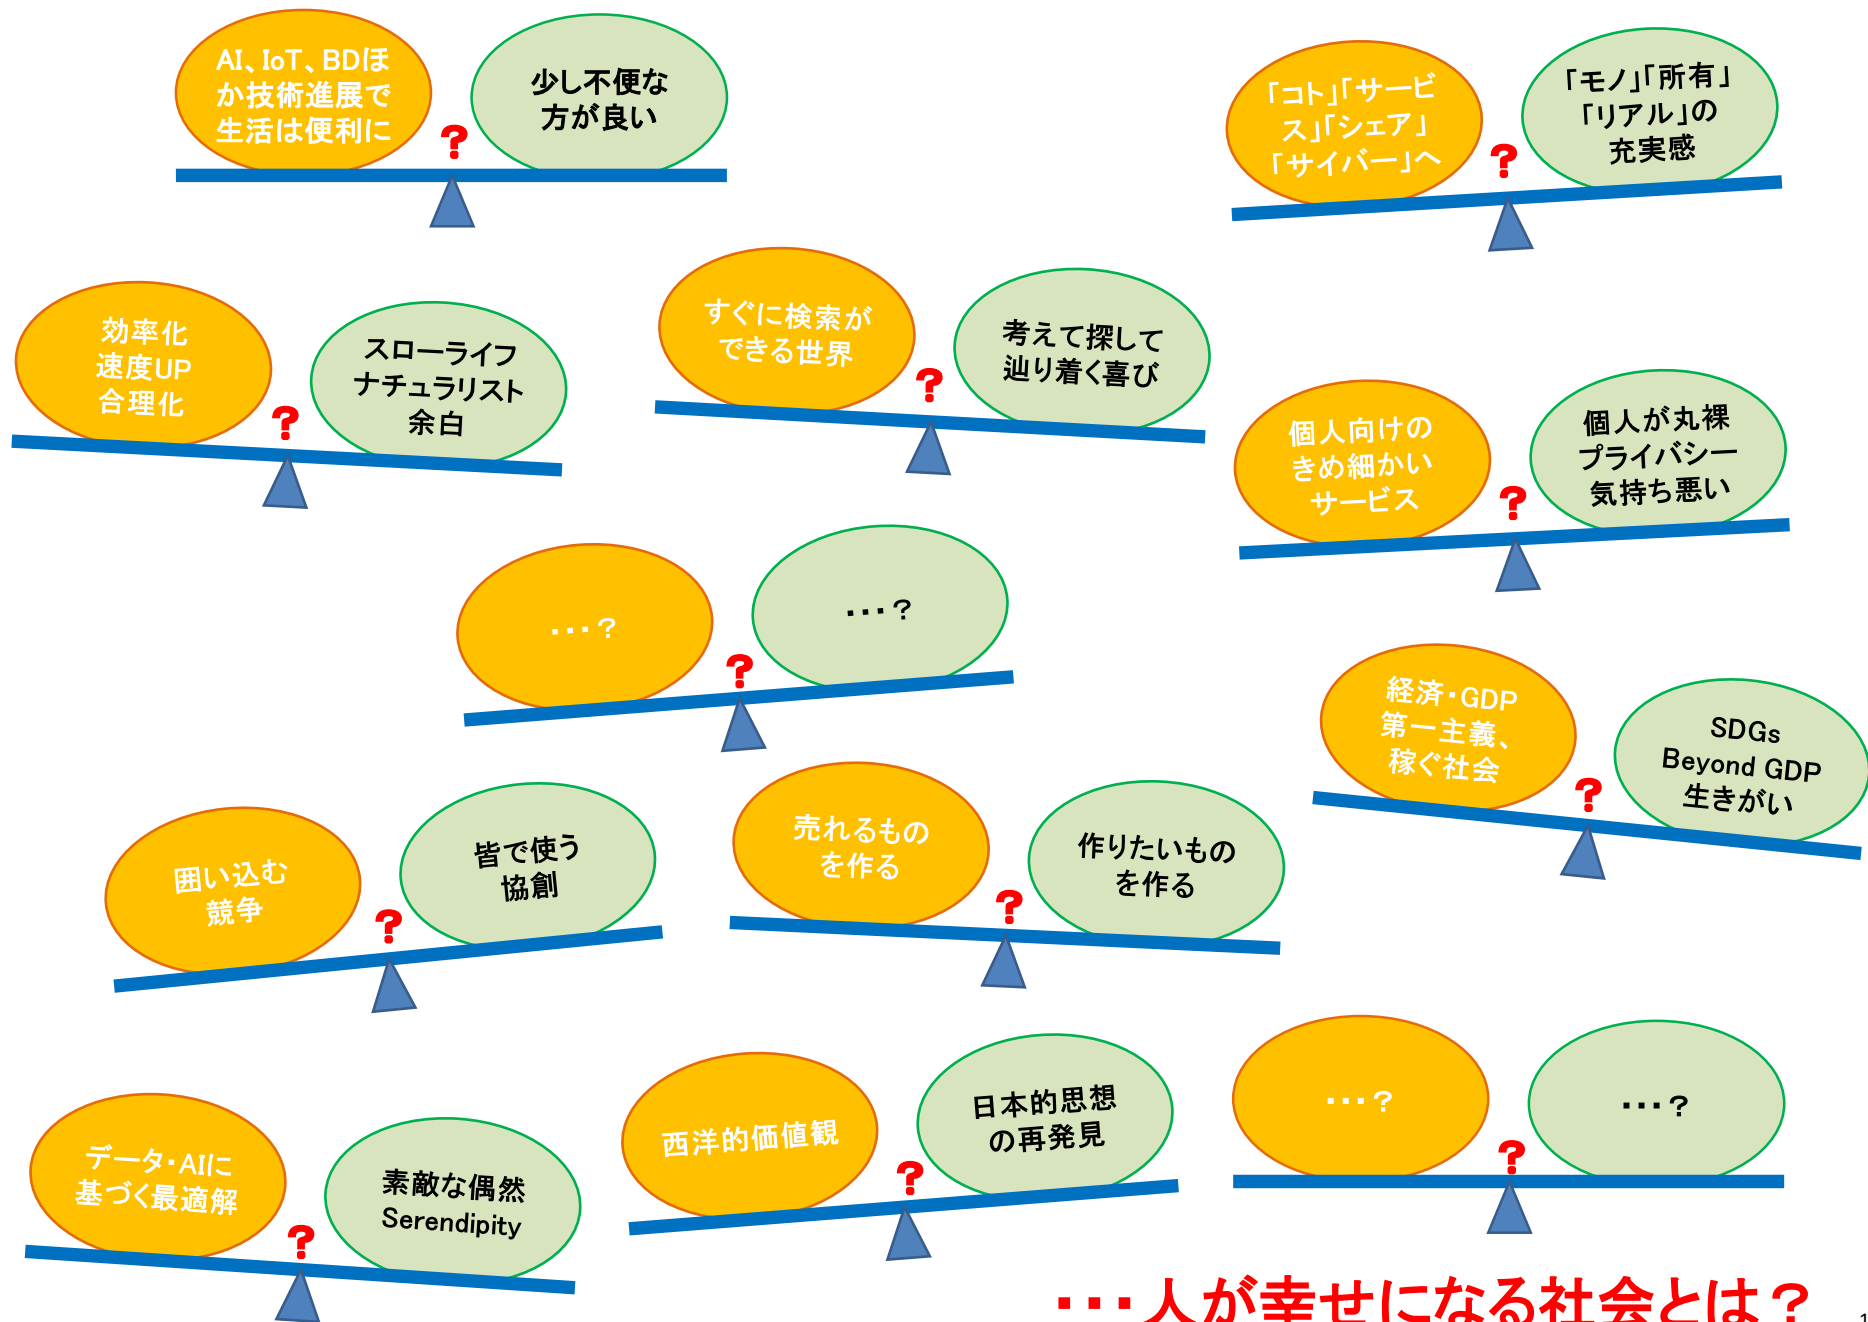 AI、IoT、BDほ
か技術進展で
生活は便利に
?
少し不便な
方が良い
「コト」「サービ
ス」「シェア」
「サイバー」へ
?
「モノ」「所有」
「リアル」の
充実感
効率化
速度UP
合理化
?
スローライフ
ナチュラリスト
余白
すぐに検索が
できる世界
?
考えて探して
辿り着く喜び
個人向けの
きめ細かい
サービス
?
個人が丸裸
プライバシー
気持ち悪い
・・・?
?
・・・?
経済・GDP
第一主義、
稼ぐ社会
?
SDGs
Beyond GDP
生きがい
囲い込む
競争
?
皆で使う
協創
売れるもの
を作る
?
作りたいもの
を作る
データ・AIに
基づく最適解
?
素敵な偶然
Serendipity
西洋的価値観
?
日本的思想
の再発見
・・・?
?
・・・?
・・・人が幸せになる社会とは?
1